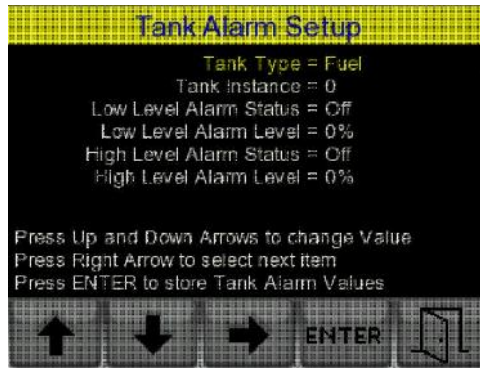 Tank Alarm Setup
Tank Type = Fuel
Tank Instance = 0
Low Level Alarm Status = Off
Low Level Alarm Level = 0%
High Level Alarm Status = Off
High Level Alarm Level = 0%
Press Up and Down Arrows to change Value
Press Right Arrow to select next item
Press ENTER to store Tank Alarm Values
ENTER